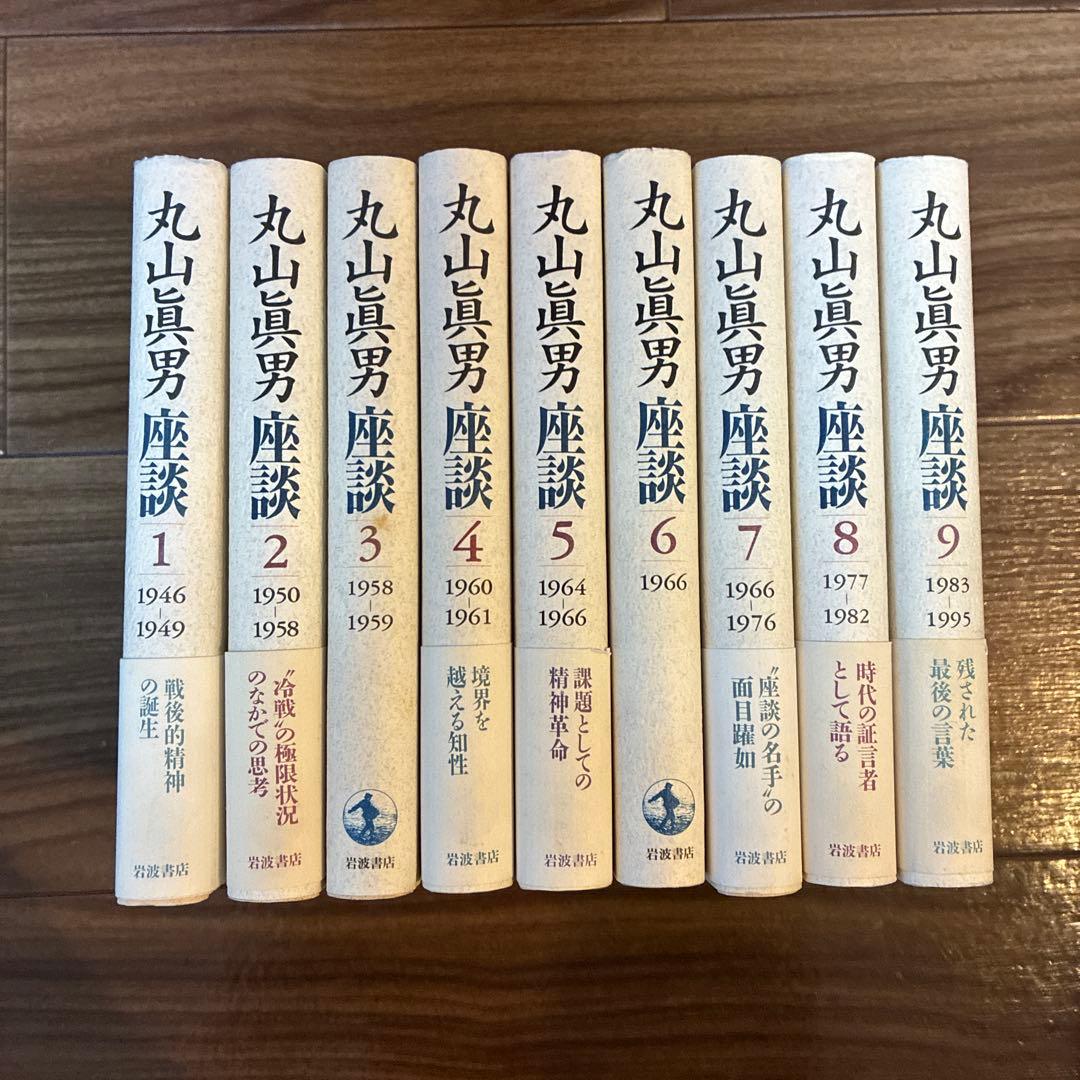 丸山眞男
座談
1
1946
–
1949
戦後的精神
の誕生
岩波書店
丸山眞男
座談
2
1950
–
1958
〝冷戦〟の極限状況
のなかでの思考
岩波書店
丸山眞男
座談
3
1958
–
1959
岩波書店
丸山眞男
座談
4
1960
–
1961
境界を
越える知性
岩波書店
丸山眞男
座談
5
1964
–
1966
課題としての
精神革命
岩波書店
丸山眞男
座談
6
1966
岩波書店
丸山眞男
座談
7
1966
–
1976
〝座談の名手〟の
面目躍如
岩波書店
丸山眞男
座談
8
1977
–
1982
時代の証言者
として語る
岩波書店
丸山眞男
座談
9
1983
–
1995
残された
最後の言葉
岩波書店